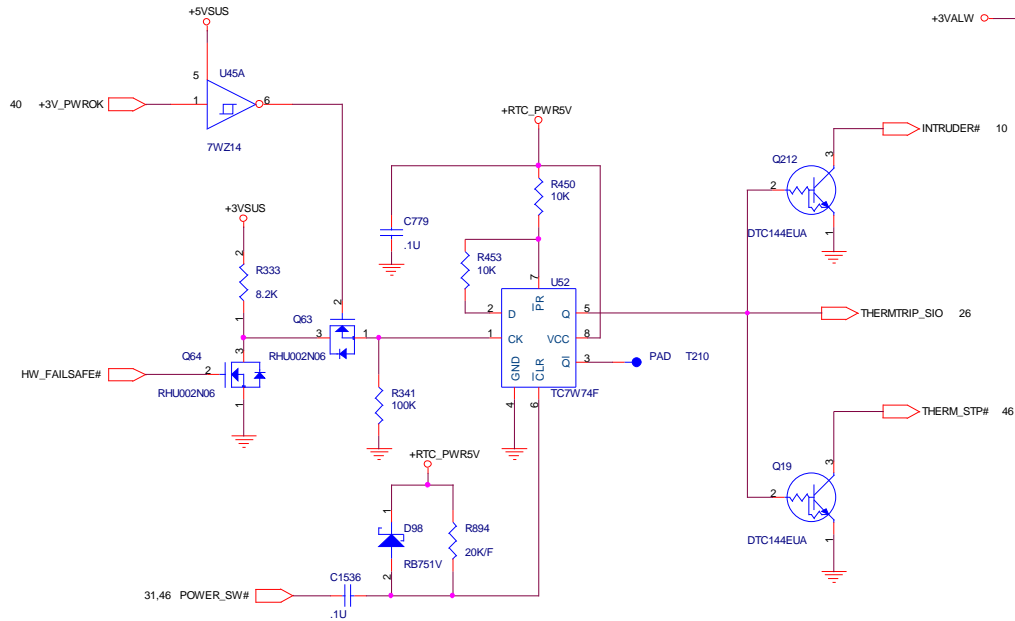 +5VSUS
+3VALW
5
U45A
40 +3V_PWROK
1
6
7WZ14
+RTC_PWR5V
INTRUDER# 10
3
Q212
2
R450
10K
DTC144EUA
1
+3VSUS
C779
.1U
R453
10K
2
R333
8.2K
1
7
U52
2
Q63
3
1
RHU002N06
2
D
PR
Q
5
THERMTRIP_SIO 26
1
CK
VCC
8
GND
CLR
QI
3
PAD T210
TC7W74F
4
6
Q64
3
HW_FAILSAFE#
2
RHU002N06
1
R341
100K
THERM_STP# 46
3
Q19
2
DTC144EUA
1
+RTC_PWR5V
1
D98
RB751V
2
R894
20K/F
C1536
31,46 POWER_SW#
.1U